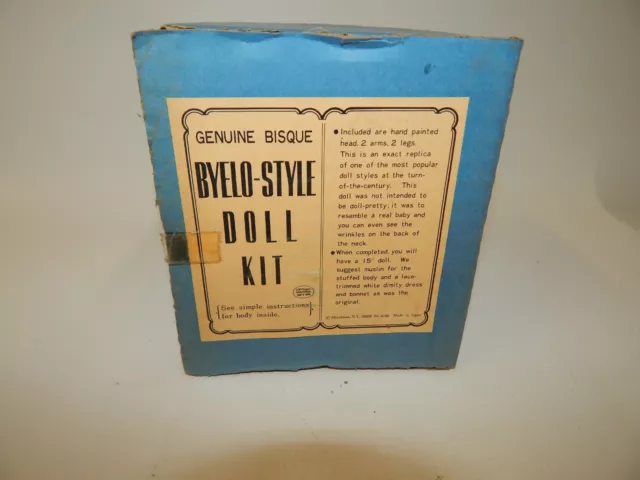 GENUINE BISQUE
BYELO-STYLE
DOLL
KIT
[See simple instructions
for body inside.]
• Included are hand painted
head, 2 arms, 2 legs.
This is an exact replica
of one of the most popular
doll styles at the turn-
of-the-century. This
doll was not intended to
be doll-pretty; it was to
resemble a real baby and
you can even see the
wrinkles on the back of
the neck.
• When completed you will
have a 15" doll. We
suggest muslin for the
stuffed body and a lace-
trimmed white dimity dress
and bonnet as was the
original.
Made in Japan